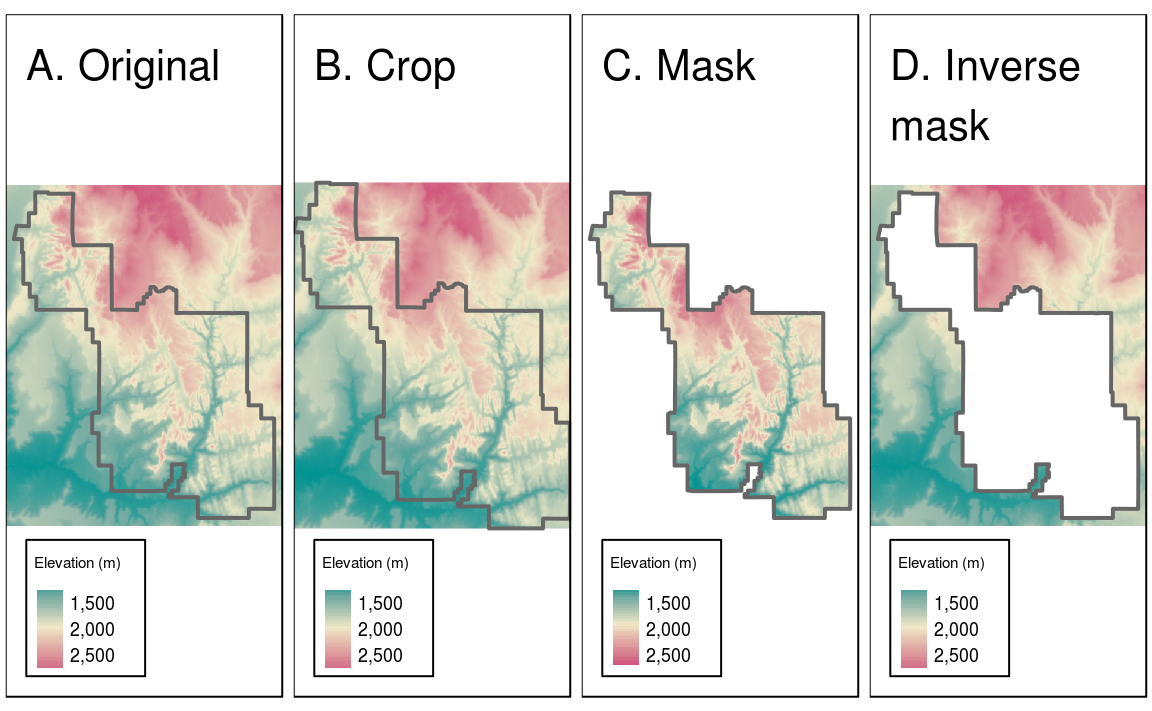 A. Original
B. Crop
C. Mask
D. Inverse
mask
Elevation (m)
1,500
2,000
2,500
Elevation (m)
1,500
2,000
2,500
Elevation (m)
1,500
2,000
2,500
Elevation (m)
1,500
2,000
2,500